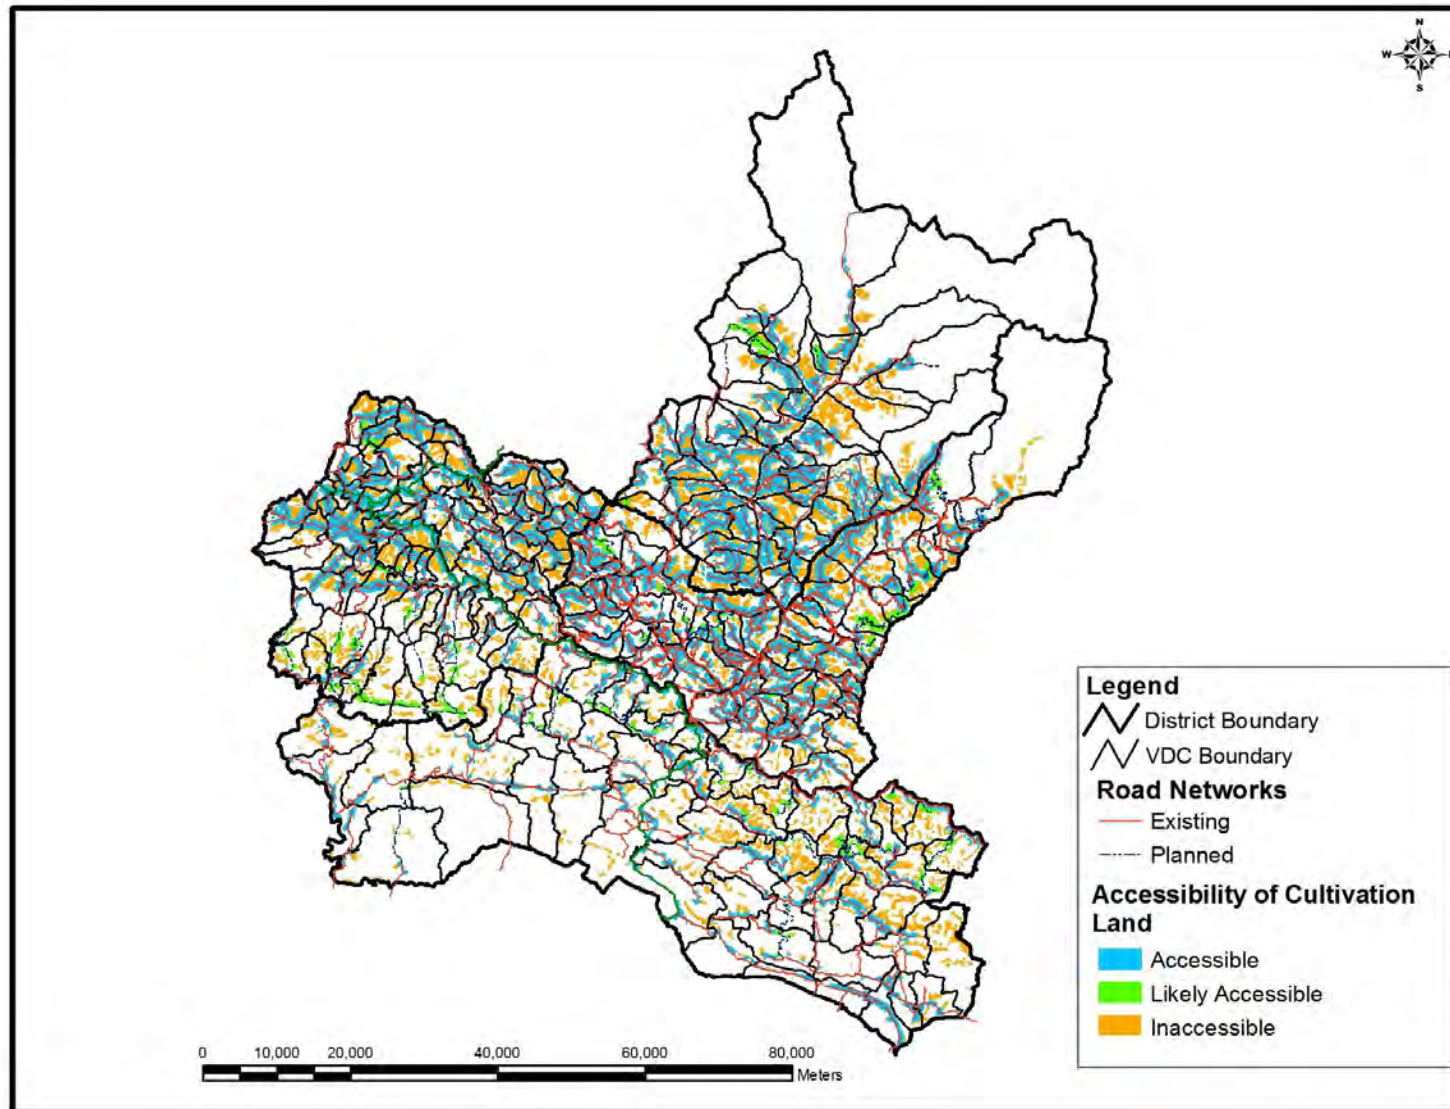 N
W
S
Legend
District Boundary
VDC Boundary
Road Networks
Existing
Planned
Accessibility of Cultivation
Land
Accessible
Likely Accessible
Inaccessible
0 10,000 20,000 40,000 60,000 80,000
Meters